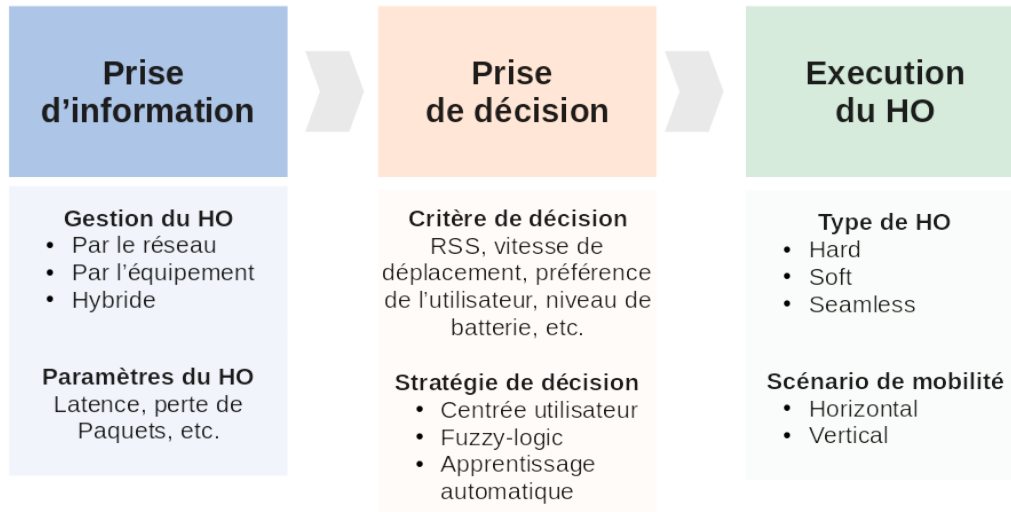 Prise
d’information
Gestion du HO
• Par le réseau
• Par l’équipement
• Hybride
Paramètres du HO
Latence, perte de
Paquets, etc.
Prise
de décision
Critère de décision
RSS, vitesse de
déplacement, préférence
de l’utilisateur, niveau de
batterie, etc.
Stratégie de décision
• Centrée utilisateur
• Fuzzy-logic
• Apprentissage
automatique
Execution
du HO
Type de HO
• Hard
• Soft
• Seamless
Scénario de mobilité
• Horizontal
• Vertical